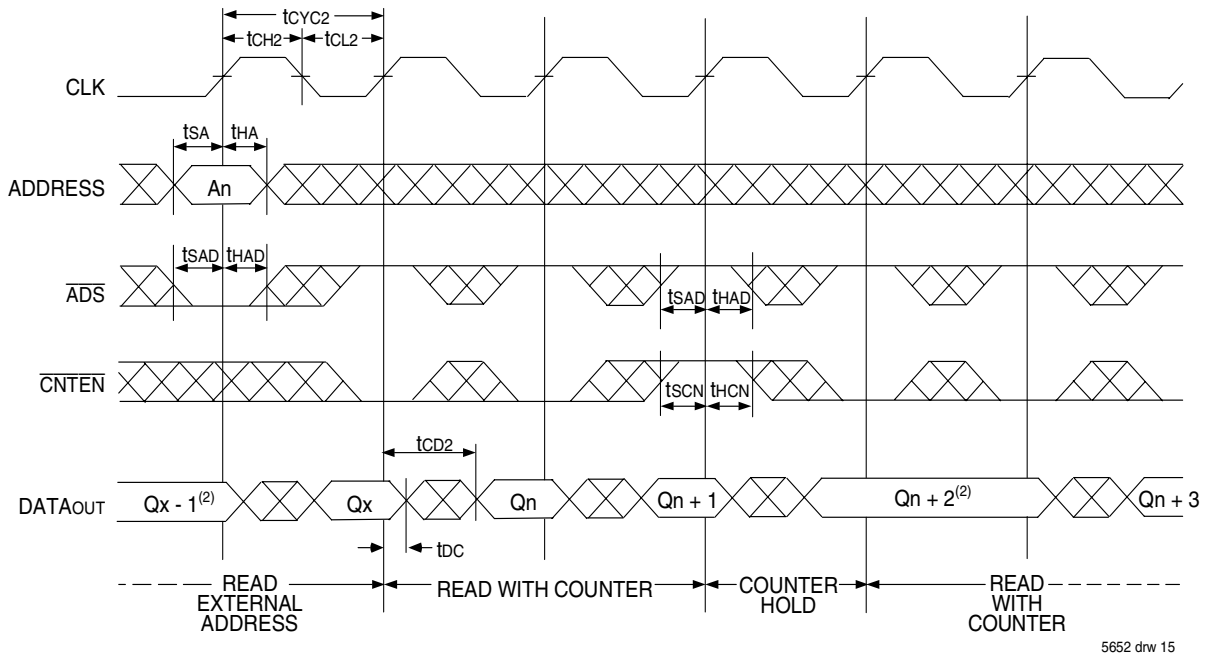 tCYC2
tCH2 tCL2
CLK
tSA tHA
ADDRESS An
tSAD tHAD
ADS
tSAD tHAD
CNTEN
tSCN tHCN
tCD2
DATAOUT Qx - 1(2) Qx Qn Qn + 1 Qn + 2(2) Qn + 3
tDC
READ
EXTERNAL
ADDRESS
READ WITH COUNTER
COUNTER
HOLD
READ
WITH
COUNTER
5652 drw 15